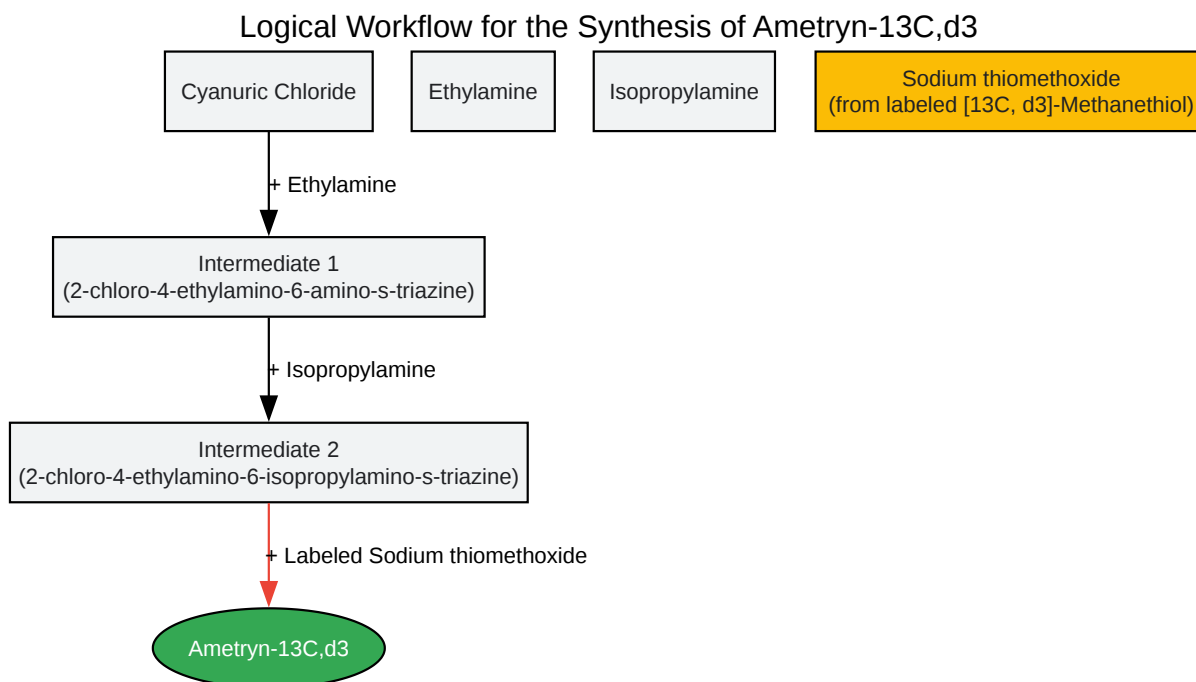 Logical Workflow for the Synthesis of Ametryn-13C,d3
Cyanuric Chloride
Ethylamine
Isopropylamine
Sodium thiomethoxide
(from labeled [13C, d3]-Methanethiol)
+ Ethylamine
Intermediate 1
(2-chloro-4-ethylamino-6-amino-s-triazine)
+ Isopropylamine
Intermediate 2
(2-chloro-4-ethylamino-6-isopropylamino-s-triazine)
+ Labeled Sodium thiomethoxide
Ametryn-13C,d3